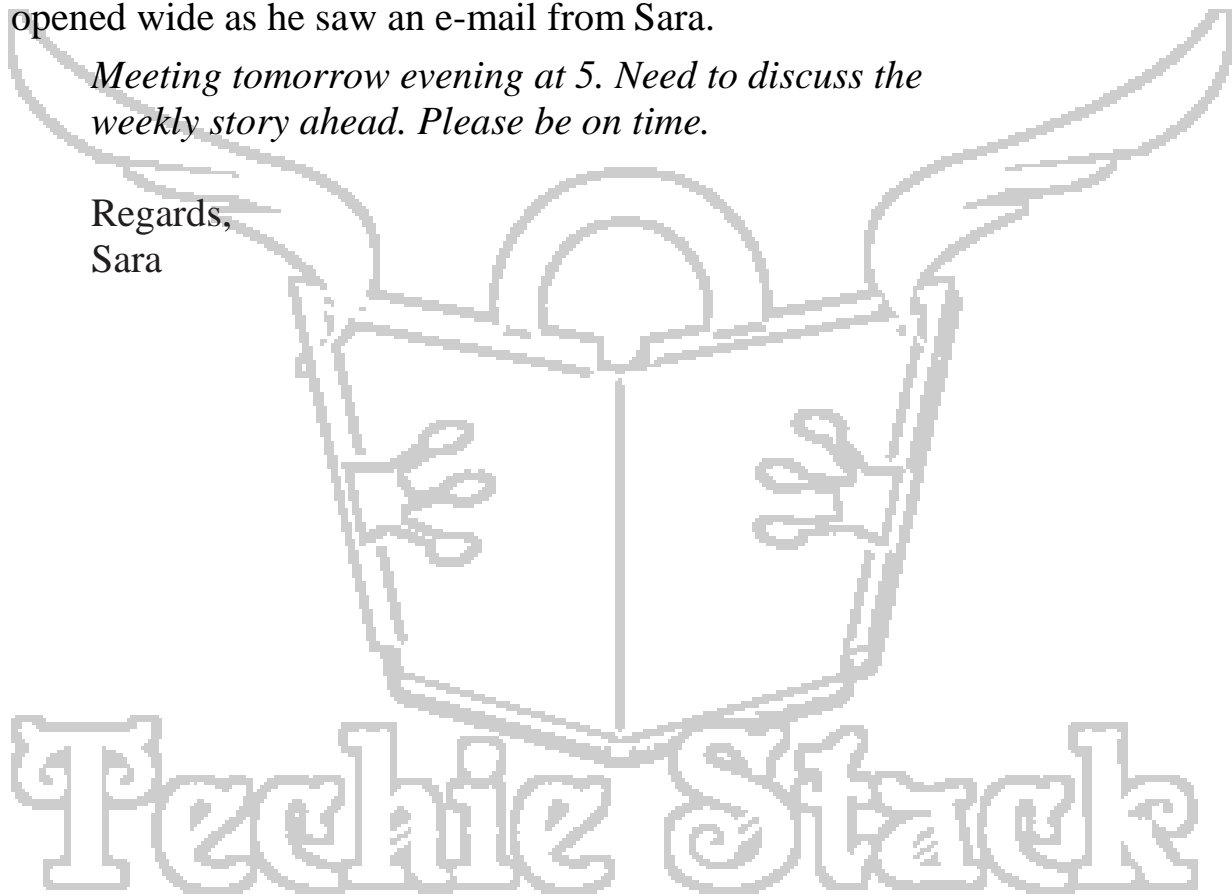 opened wide as he saw an e-mail from Sara.
Meeting tomorrow evening at 5. Need to discuss the
weekly story ahead. Please be on time.
Regards,
Sara
Techie Stack